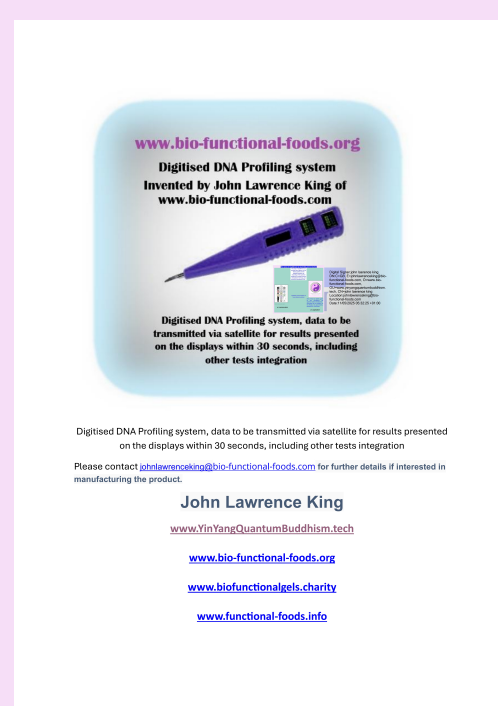 www.bio-functional-foods.org
Digitised DNA Profiling system
Invented by John Lawrence King of
www.bio-functional-foods.com
Digitised DNA Profiling system, data to be
transmitted via satellite for results presented
on the displays within 30 seconds, including
other tests integration
Digitised DNA Profiling system, data to be transmitted via satellite for results presented
on the displays within 30 seconds, including other tests integration
Please contact johnlawrenceking@bio-functional-foods.com for further details if interested in
manufacturing the product.
John Lawrence King
www.YinYangQuantumBuddhism.tech
www.bio-functional-foods.org
www.biofunctionalgels.charity
www.functional-foods.info